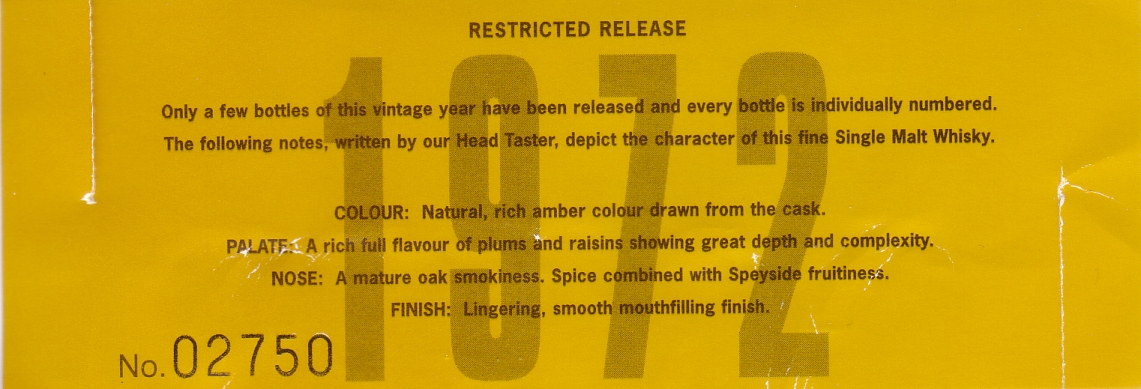 RESTRICTED RELEASE
1972
Only a few bottles of this vintage year have been released and every bottle is individually numbered.
The following notes, written by our Head Taster, depict the character of this fine Single Malt Whisky.
COLOUR: Natural, rich amber colour drawn from the cask.
PALATE: A rich full flavour of plums and raisins showing great depth and complexity.
NOSE: A mature oak smokiness. Spice combined with Speyside fruitiness.
FINISH: Lingering, smooth mouthfilling finish.
No. 02750